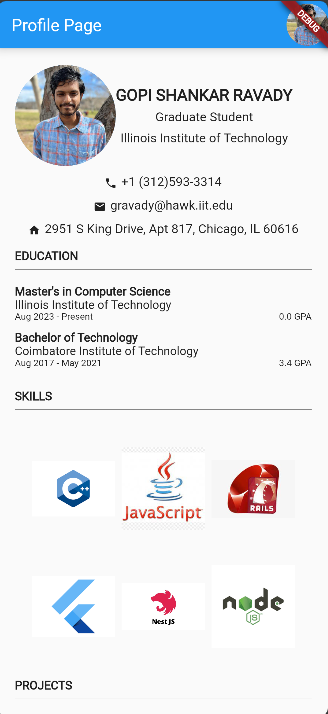 Profile Page
DEBUG
GOPI SHANKAR RAVADY
Graduate Student
Illinois Institute of Technology
+1 (312)593-3314
gravady@hawk.iit.edu
2951 S King Drive, Apt 817, Chicago, IL 60616
EDUCATION
Master's in Computer Science
Illinois Institute of Technology
Aug 2023 - Present 0.0 GPA
Bachelor of Technology
Coimbatore Institute of Technology
Aug 2017 - May 2021 3.4 GPA
SKILLS
C++
JavaScript
RAILS
Nest JS
node
JS
PROJECTS